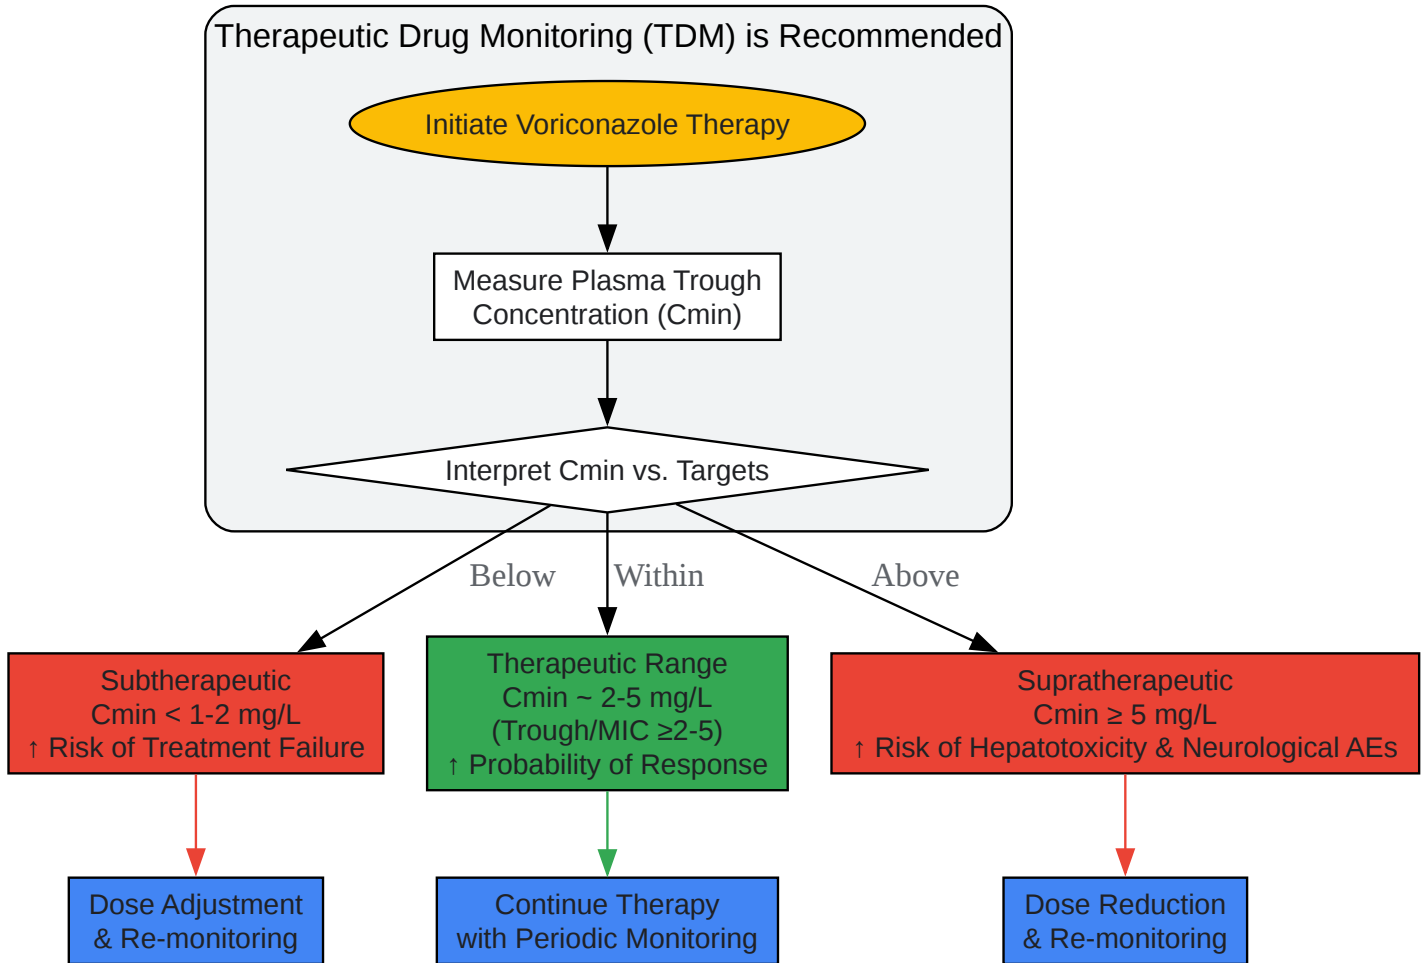 Therapeutic Drug Monitoring (TDM) is Recommended
Initiate Voriconazole Therapy
Measure Plasma Trough
Concentration (Cmin)
Interpret Cmin vs. Targets
Below
Within
Above
Subtherapeutic
Cmin < 1-2 mg/L
↑ Risk of Treatment Failure
Therapeutic Range
Cmin ~ 2-5 mg/L
(Trough/MIC ≥2-5)
↑ Probability of Response
Supratherapeutic
Cmin ≥ 5 mg/L
↑ Risk of Hepatotoxicity & Neurological AEs
Dose Adjustment
& Re-monitoring
Continue Therapy
with Periodic Monitoring
Dose Reduction
& Re-monitoring